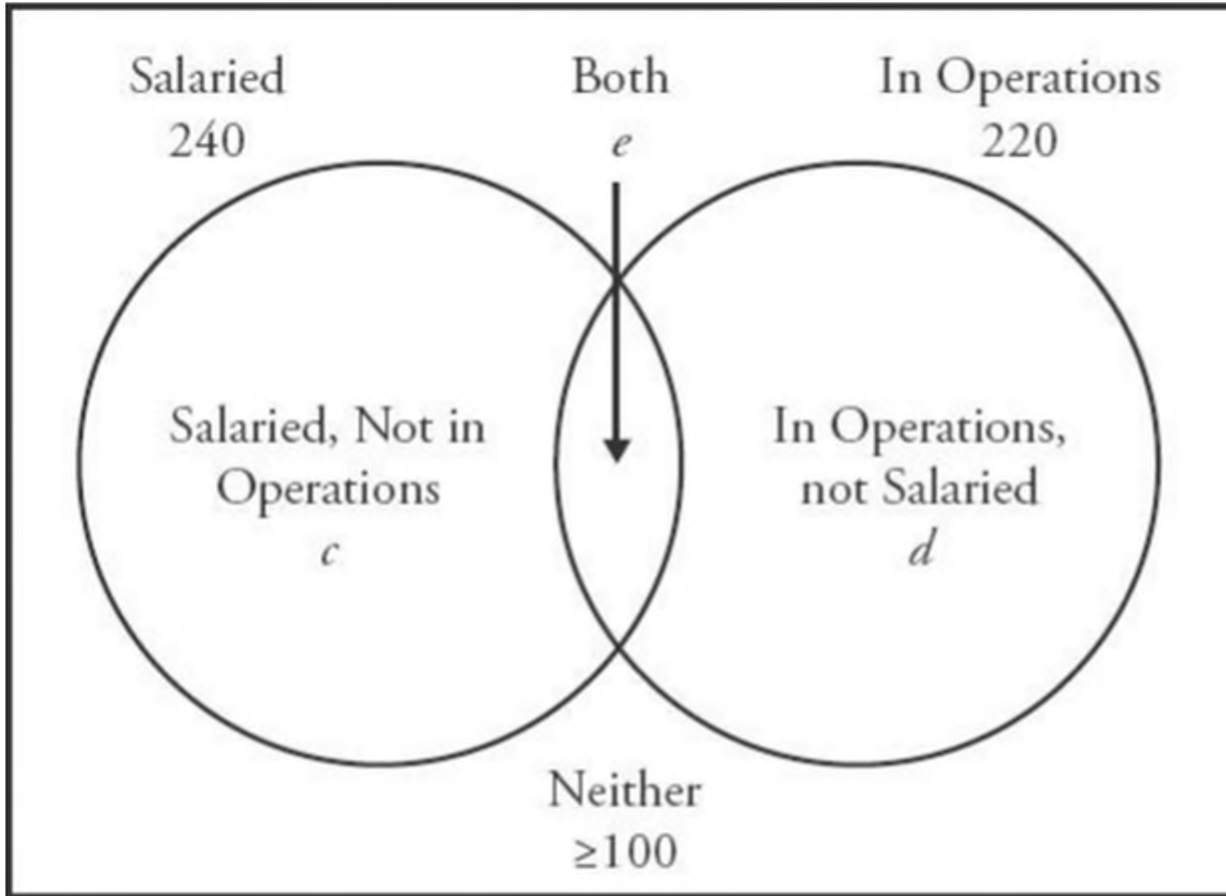 Salaried
240
Both
e
In Operations
220
Salaried, Not in
Operations
c
In Operations,
not Salaried
d
Neither
≥100